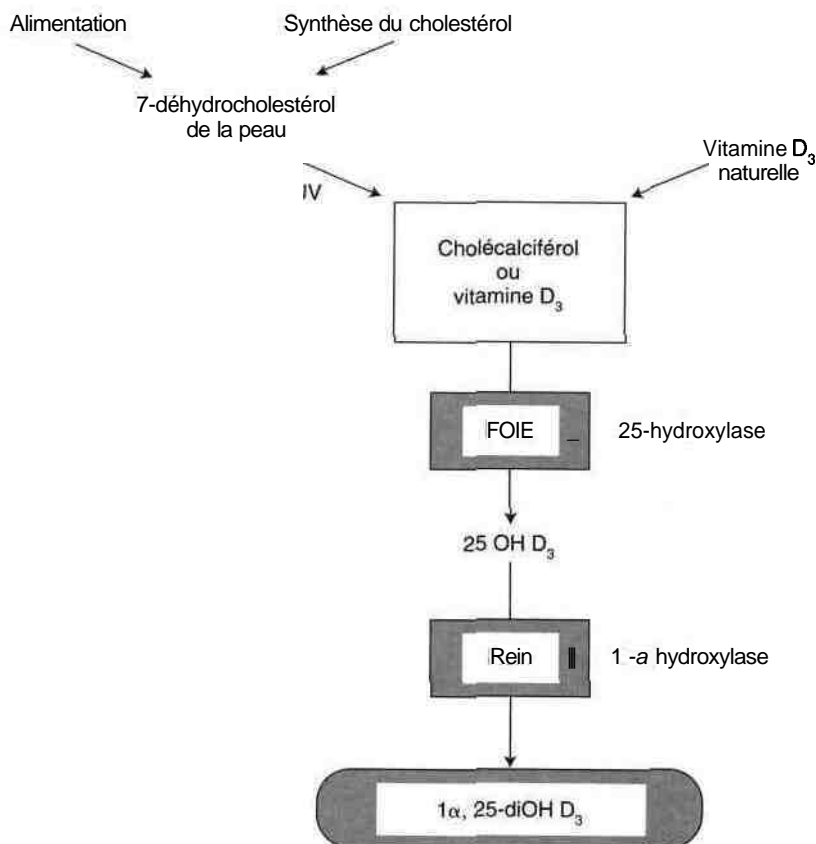 Alimentation
Synthèse du cholestérol
7-déhydrocholestérol
de la peau
Vitamine D₃
naturelle
Cholécalciférol
ou
vitamine D₃
FOIE
25-hydroxylase
25 OH D₃
Rein
1 -a hydroxylase
1α, 25-diOH D₃